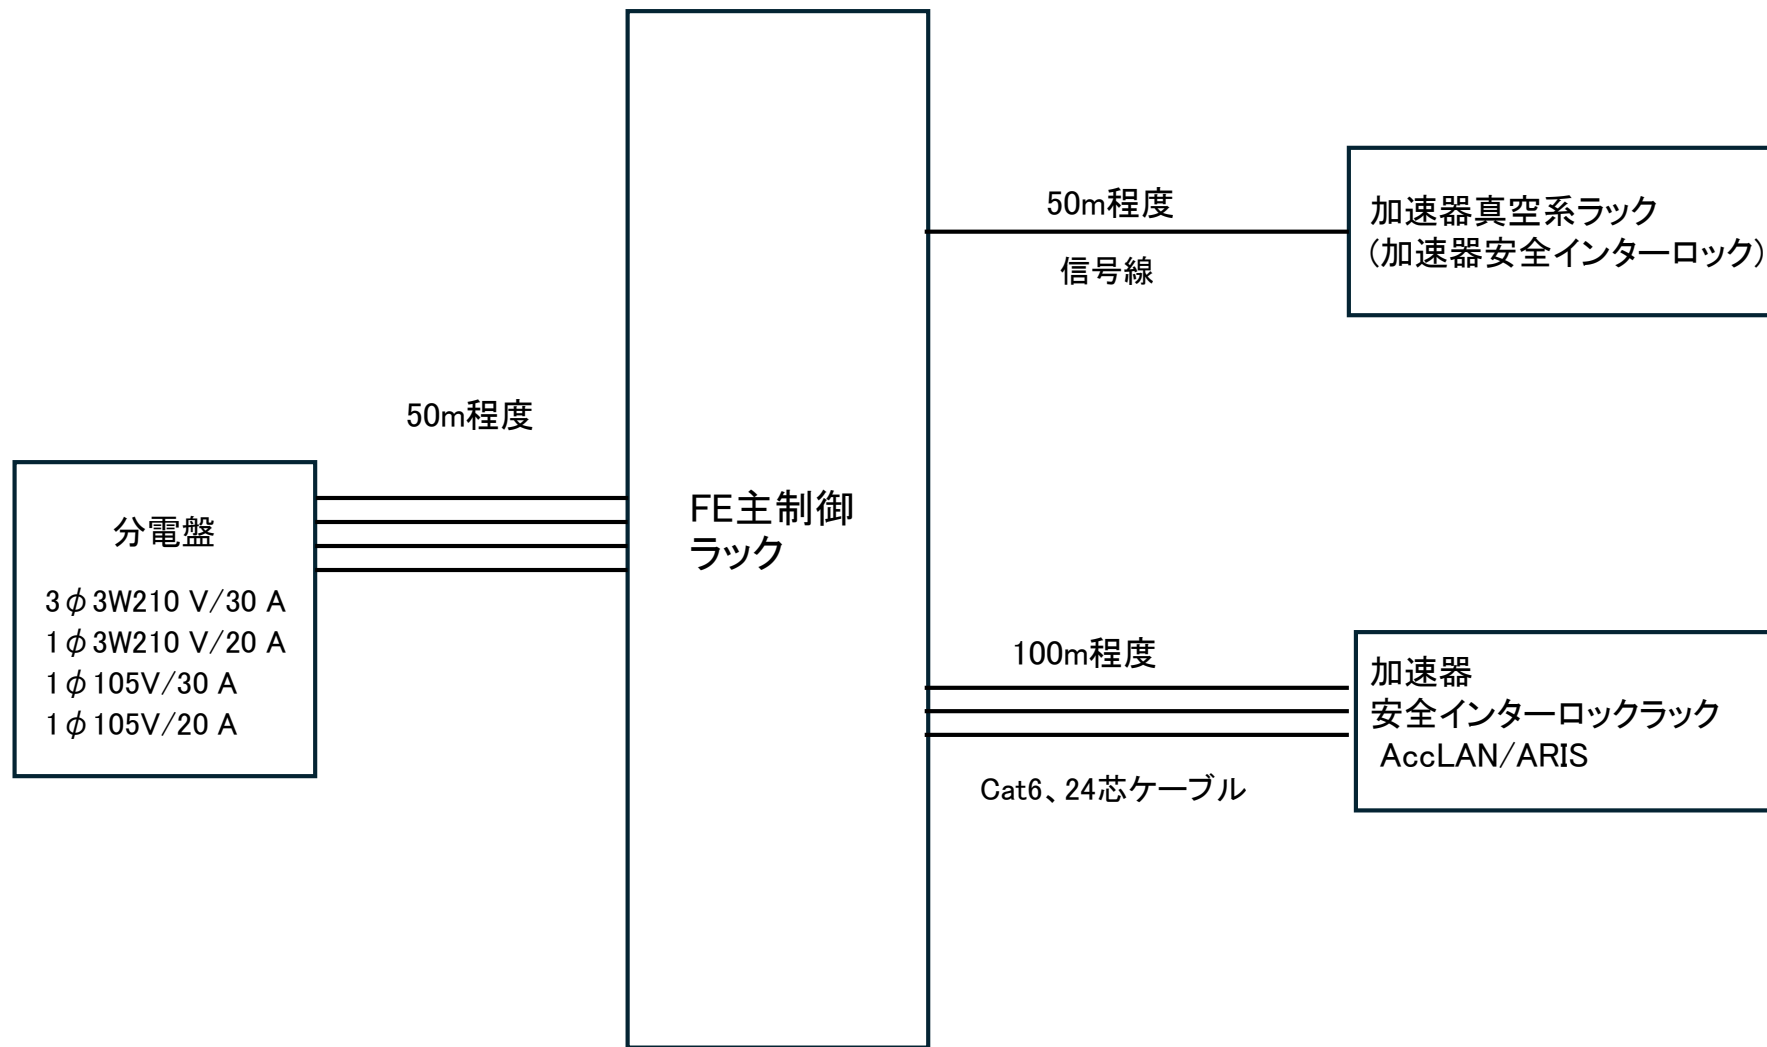 50m程度
分電盤
3φ3W210 V/30 A
1φ3W210 V/20 A
1φ105V/30 A
1φ105V/20 A
FE主制御
ラック
50m程度
信号線
加速器真空系ラック
(加速器安全インターロック)
100m程度
Cat6、24芯ケーブル
加速器
安全インターロックラック
AccLAN/ARIS